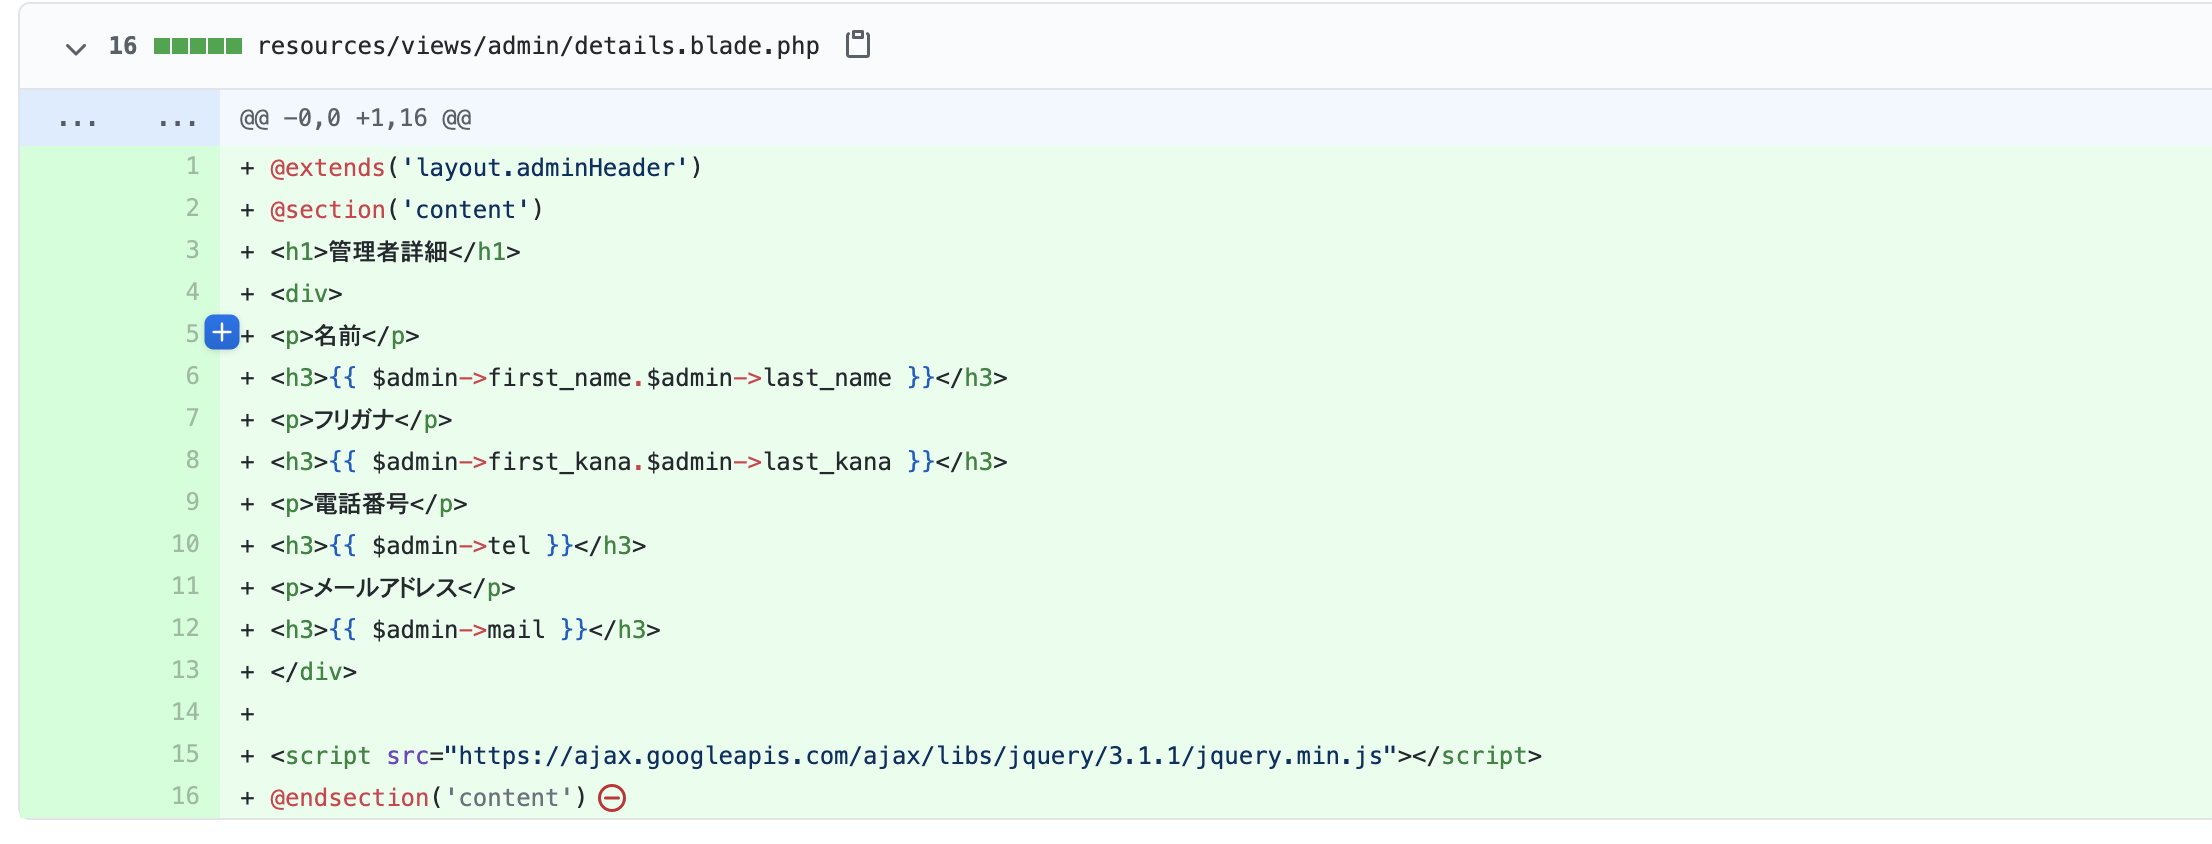 16 resources/views/admin/details.blade.php
... ... @@ -0,0 +1,16 @@
1 + @extends('layout.adminHeader')
2 + @section('content')
3 + <h1>管理者詳細</h1>
4 + <div>
5 + <p>名前</p>
6 + <h3>{{ $admin->first_name.$admin->last_name }}</h3>
7 + <p>フリガナ</p>
8 + <h3>{{ $admin->first_kana.$admin->last_kana }}</h3>
9 + <p>電話番号</p>
10 + <h3>{{ $admin->tel }}</h3>
11 + <p>メールアドレス</p>
12 + <h3>{{ $admin->mail }}</h3>
13 + </div>
14 +
15 + <script src="https://ajax.googleapis.com/ajax/libs/jquery/3.1.1/jquery.min.js"></script>
16 + @endsection('content')